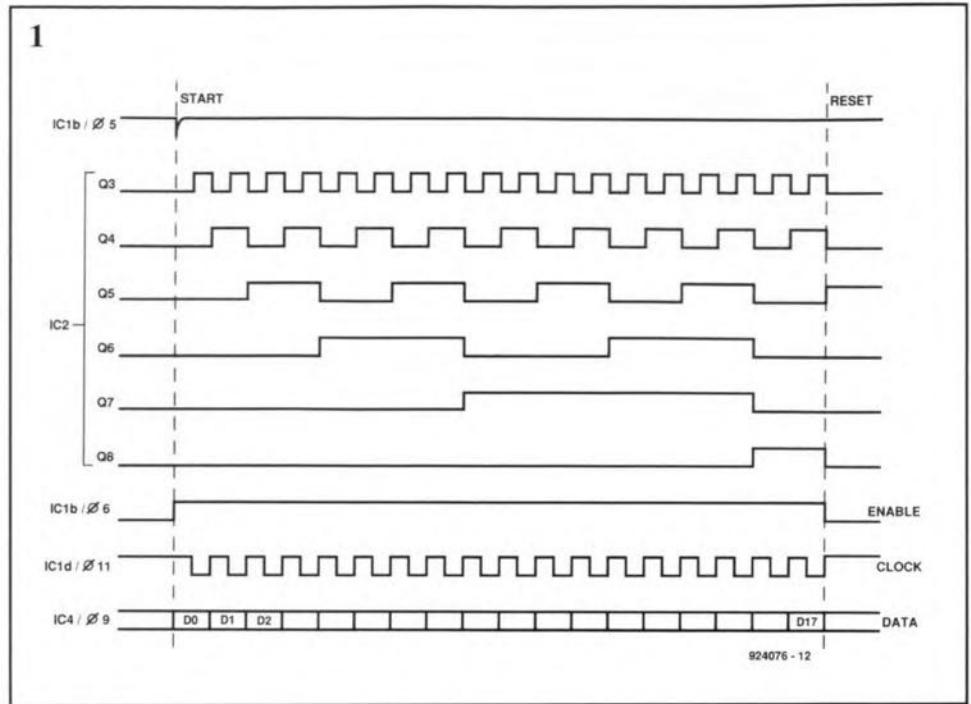 1
START
RESET
IC1b / Ø 5
Q3
Q4
Q5
IC2
Q6
Q7
Q8
IC1b / Ø 6
ENABLE
IC1d / Ø 11
CLOCK
IC4 / Ø 9
D0
D1
D2
D17
DATA
924076 - 12